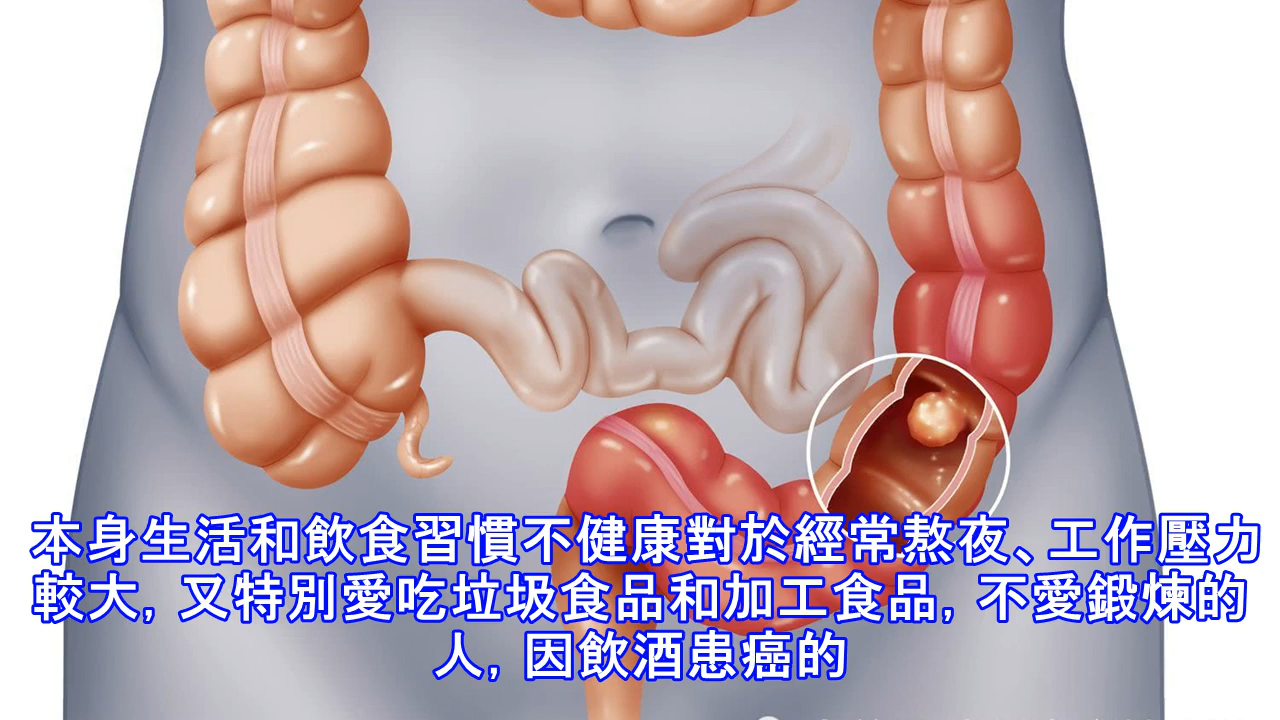 本身生活和飲食習慣不健康對於經常熬夜、工作壓力
較大, 又特別愛吃垃圾食品和加工食品, 不愛鍛煉的
人, 因飲酒患癌的